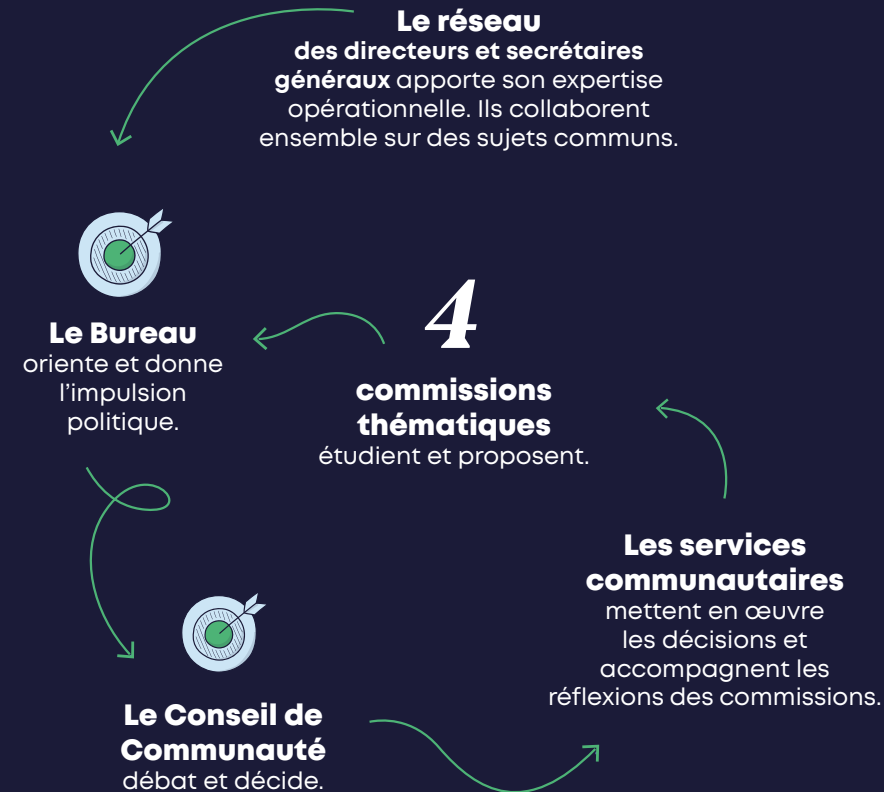 Le réseau
des directeurs et secrétaires
généraux apporte son expertise
opérationnelle. Ils collaborent
ensemble sur des sujets communs.
Le Bureau
oriente et donne
l’impulsion
politique.
4
commissions
thématiques
étudient et proposent.
Les services
communautaires
mettent en œuvre
les décisions et
accompagnent les
réflexions des commissions.
Le Conseil de
Communauté
débat et décide.